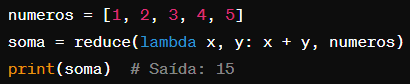 numeros = [1, 2, 3, 4, 5]
soma = reduce(lambda x, y: x + y, numeros)
print(soma)  # Saída: 15